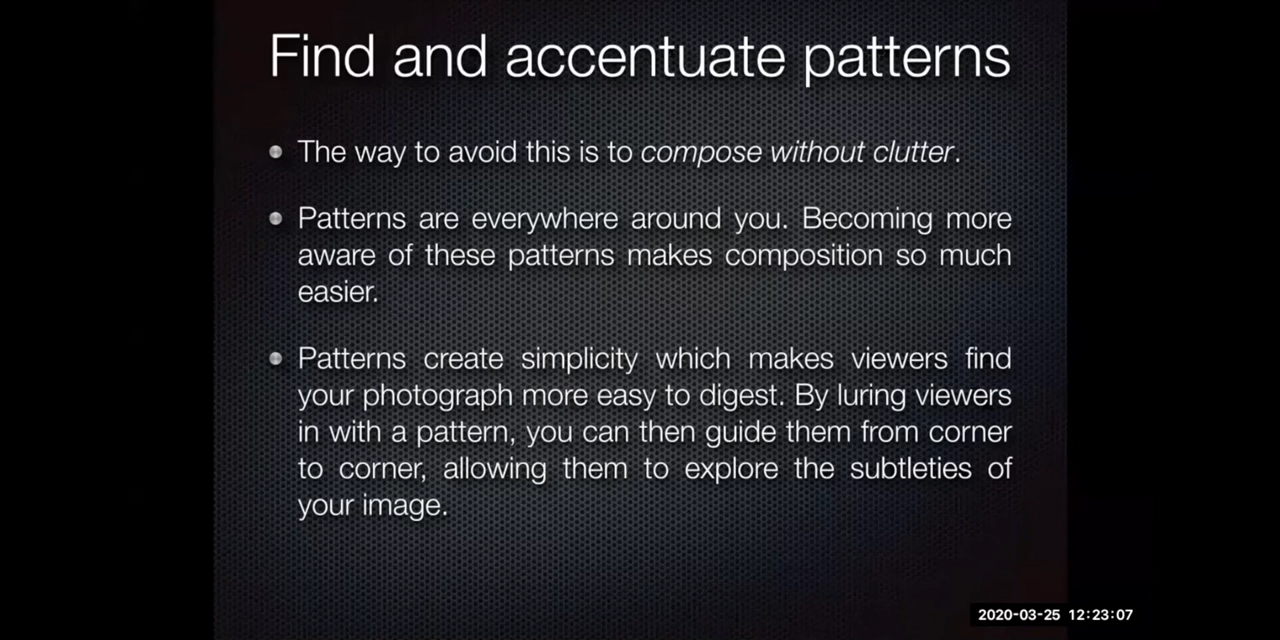 Find and accentuate patterns
The way to avoid this is to compose without clutter.
Patterns are everywhere around you. Becoming more
aware of these patterns makes composition so much
easier.
Patterns create simplicity which makes viewers find
your photograph more easy to digest. By luring viewers
in with a pattern, you can then guide them from corner
to corner, allowing them to explore the subtleties of
your image.
2020-03-25 12:23:07